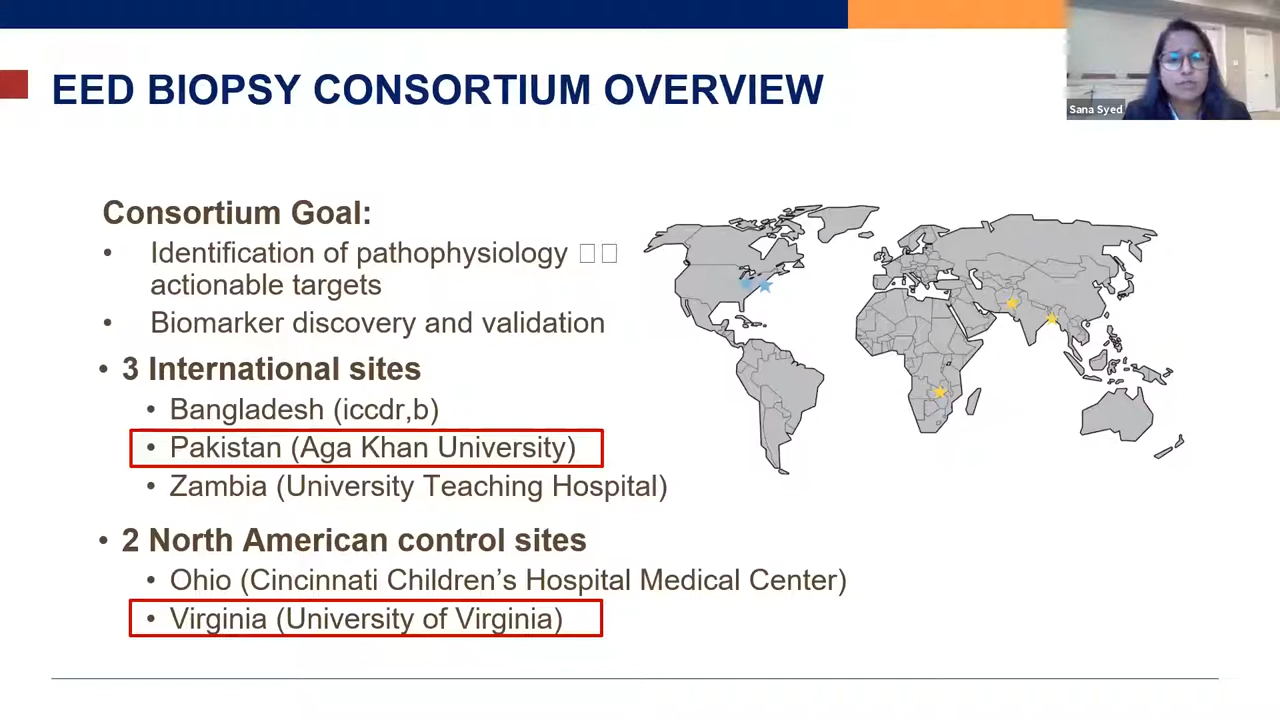 EED BIOPSY CONSORTIUM OVERVIEW
Sana Syed
Consortium Goal:
• Identification of pathophysiology □□
actionable targets
• Biomarker discovery and validation
• 3 International sites
• Bangladesh (iccdr,b)
• Pakistan (Aga Khan University)
• Zambia (University Teaching Hospital)
• 2 North American control sites
• Ohio (Cincinnati Children’s Hospital Medical Center)
• Virginia (University of Virginia)